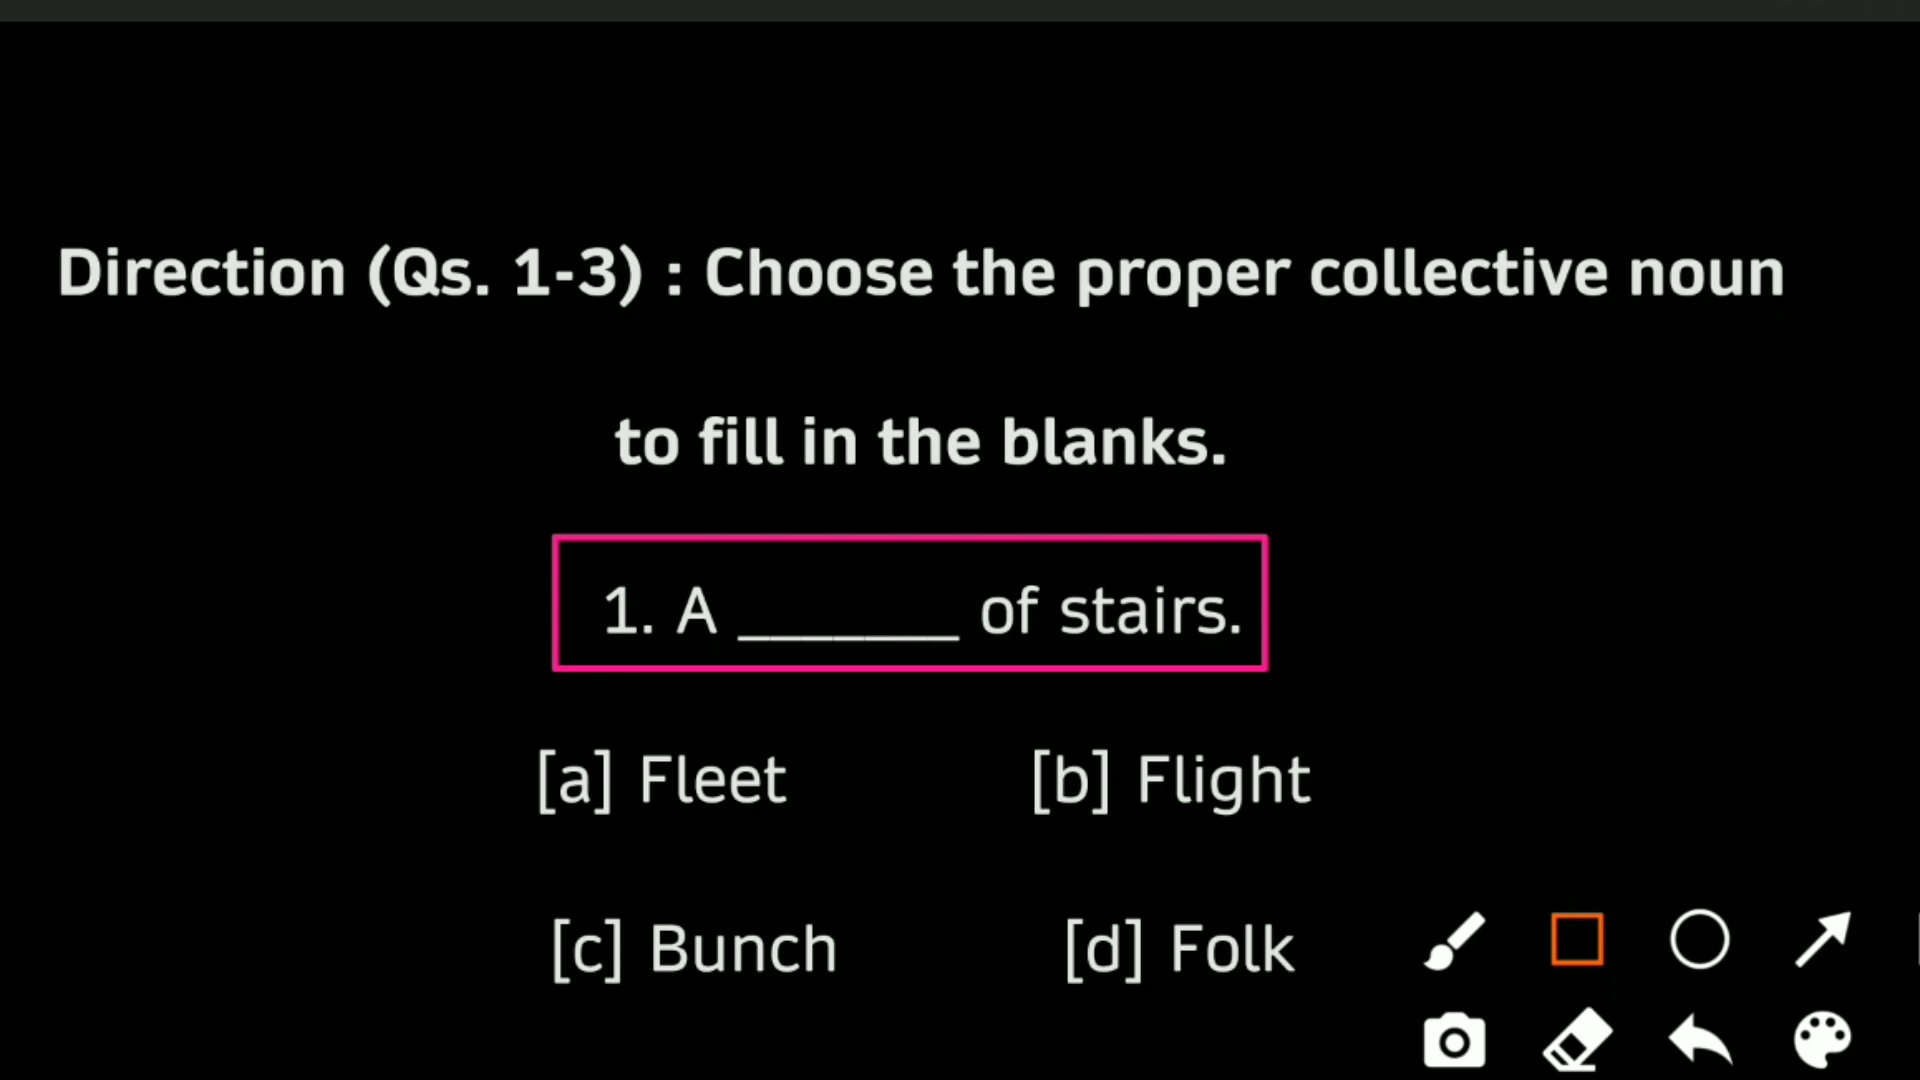 Direction (Qs. 1-3) : Choose the proper collective noun
to fill in the blanks.
1. A _______ of stairs.
[a] Fleet [b] Flight
[c] Bunch [d] Folk